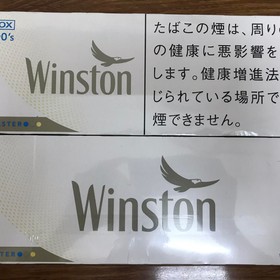 たばこの煙は、周りの
の健康に悪影響を
します。健康増進法
じられている場所で
煙できません。
Winston
Winston